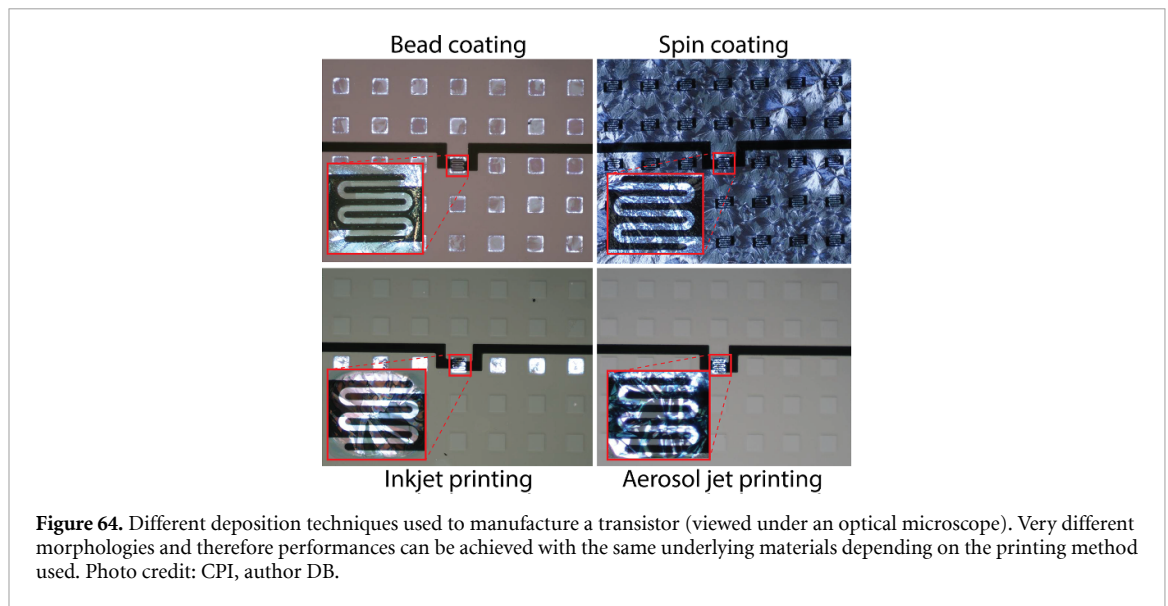 Bead coating
Spin coating
Inkjet printing
Aerosol jet printing
Figure 64. Different deposition techniques used to manufacture a transistor (viewed under an optical microscope). Very different
morphologies and therefore performances can be achieved with the same underlying materials depending on the printing method
used. Photo credit: CPI, author DB.